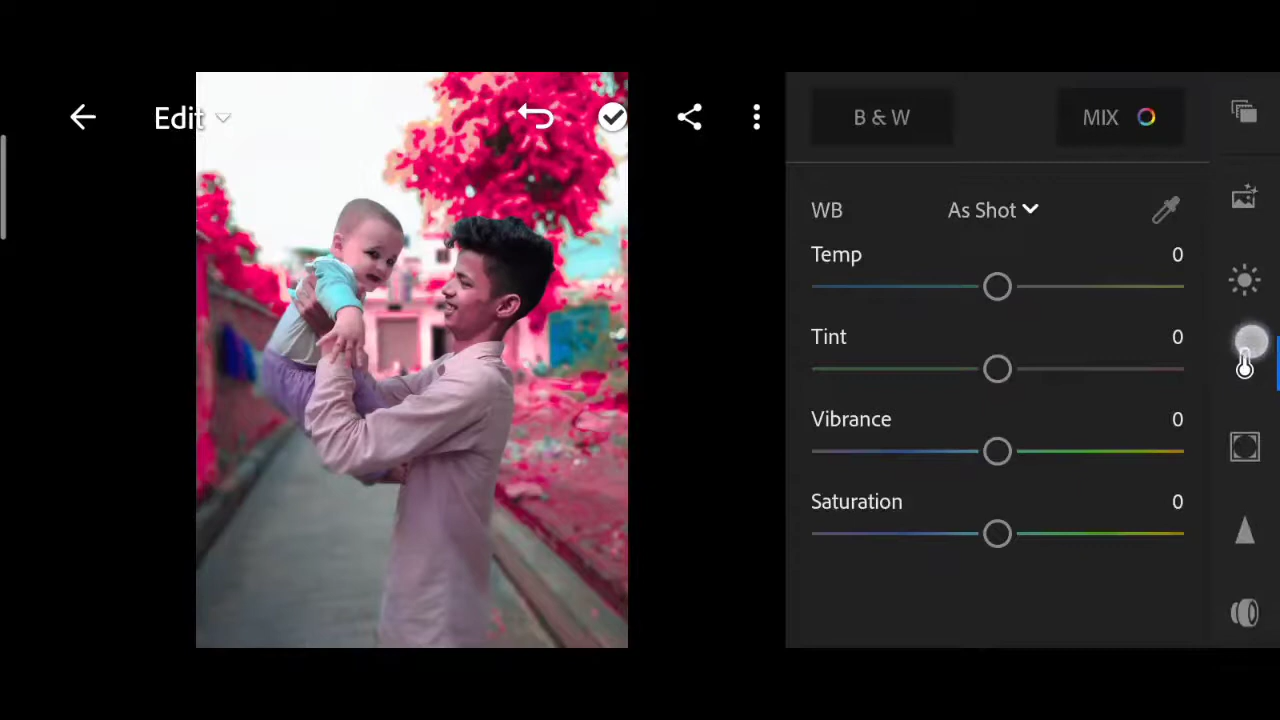 Edit
B & W
MIX
WB
As Shot
Temp
0
Tint
0
Vibrance
0
Saturation
0